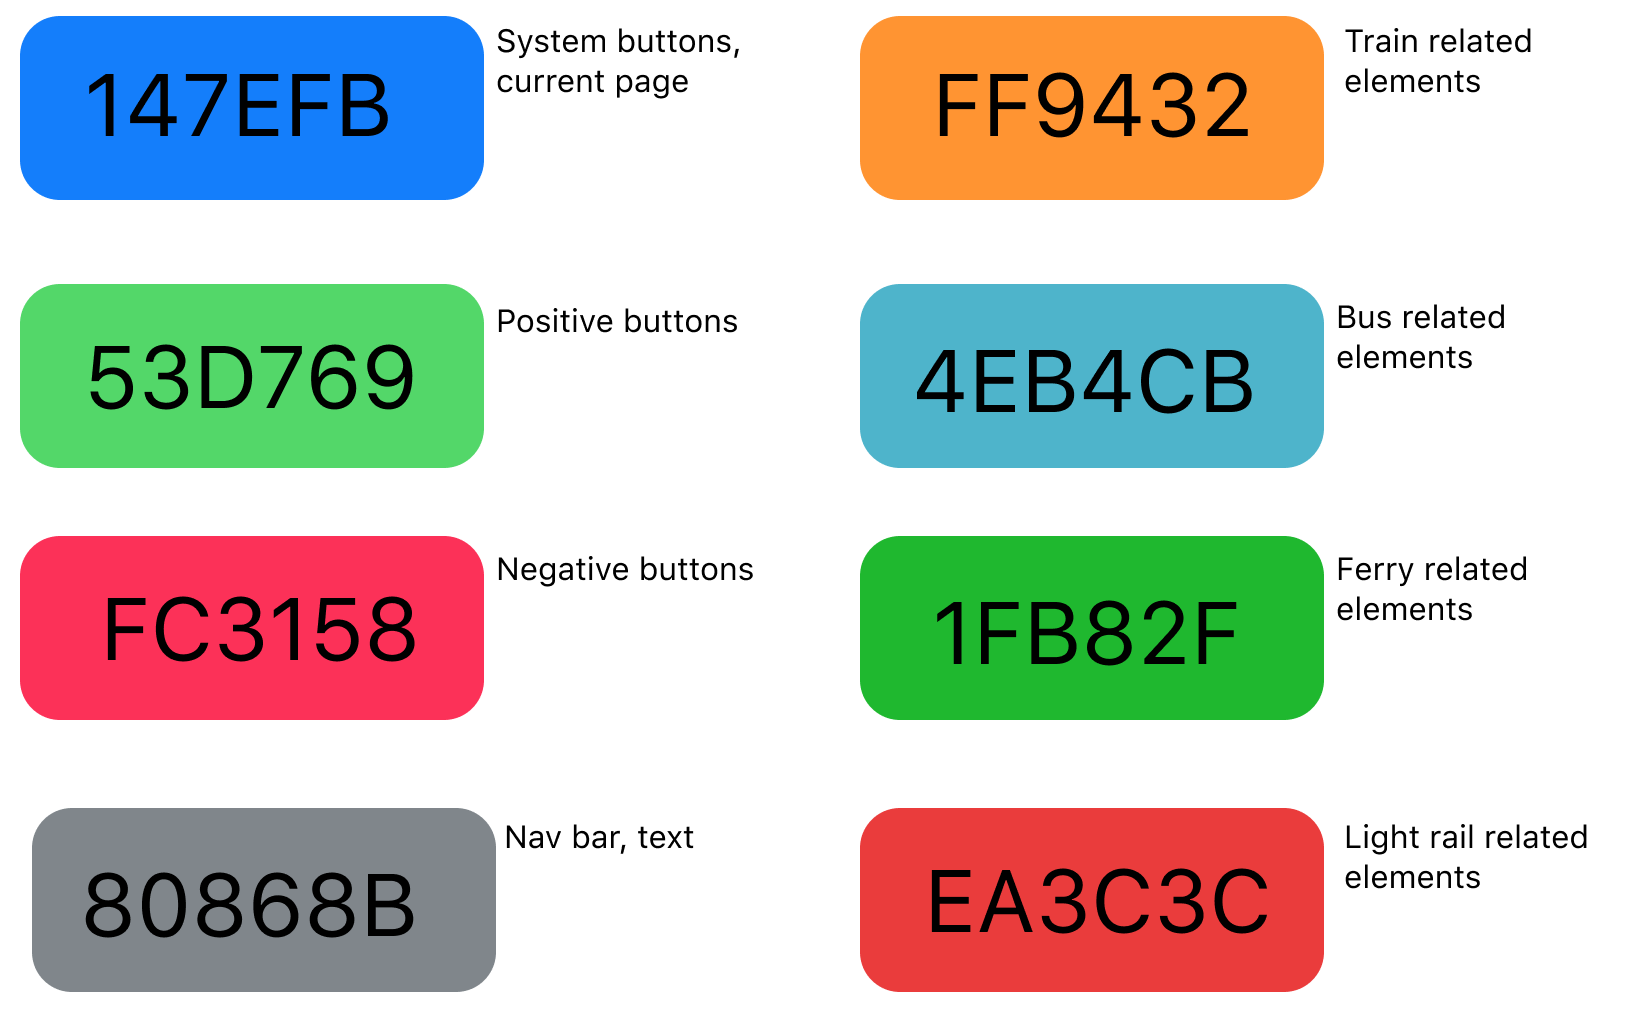 147EFB
System buttons,
current page
FF9432
Train related
elements
53D769
Positive buttons
4EB4CB
Bus related
elements
FC3158
Negative buttons
1FB82F
Ferry related
elements
80868B
Nav bar, text
EA3C3C
Light rail related
elements